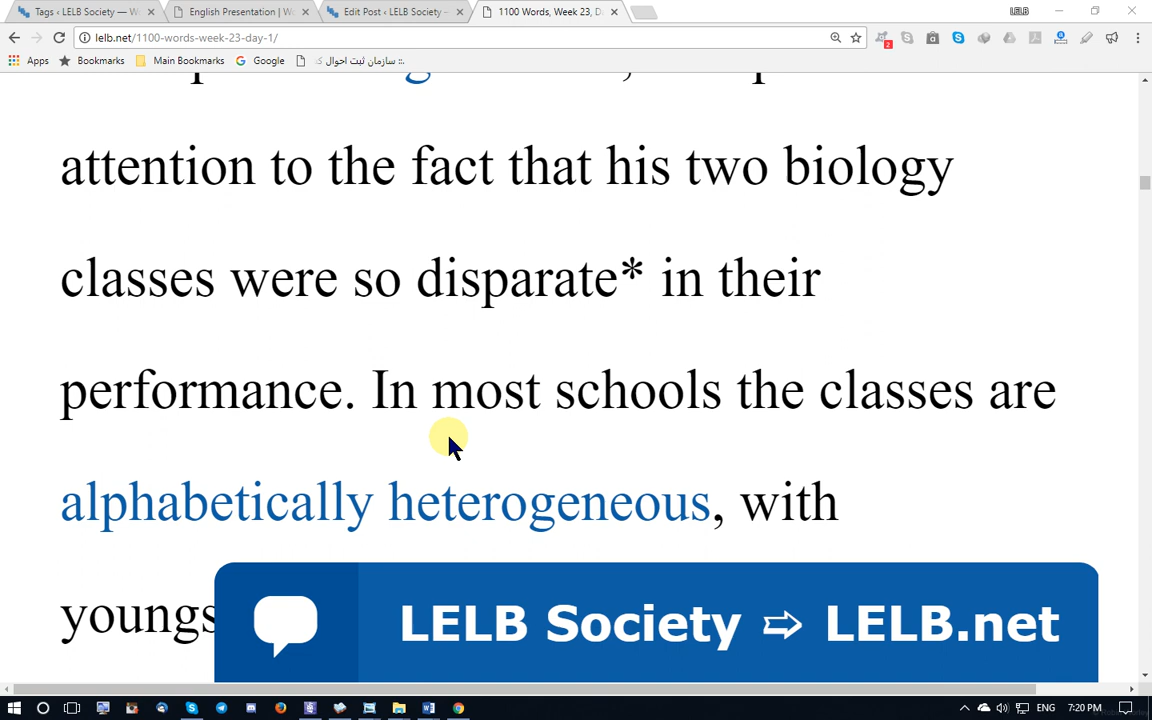 Tags ‹ LELB Society — W
English Presentation | W
Edit Post ‹ LELB Society –
1100 Words, Week 23, D
LELB
lelb.net/1100-words-week-23-day-1/
2
Apps
Bookmarks
Main Bookmarks
Google
سازمان ثبت احوال ک ::.
attention to the fact that his two biology
classes were so disparate* in their
performance. In most schools the classes are
alphabetically heterogeneous, with
youngs
LELB Society ⇨ LELB.net
ENG
7:20 PM